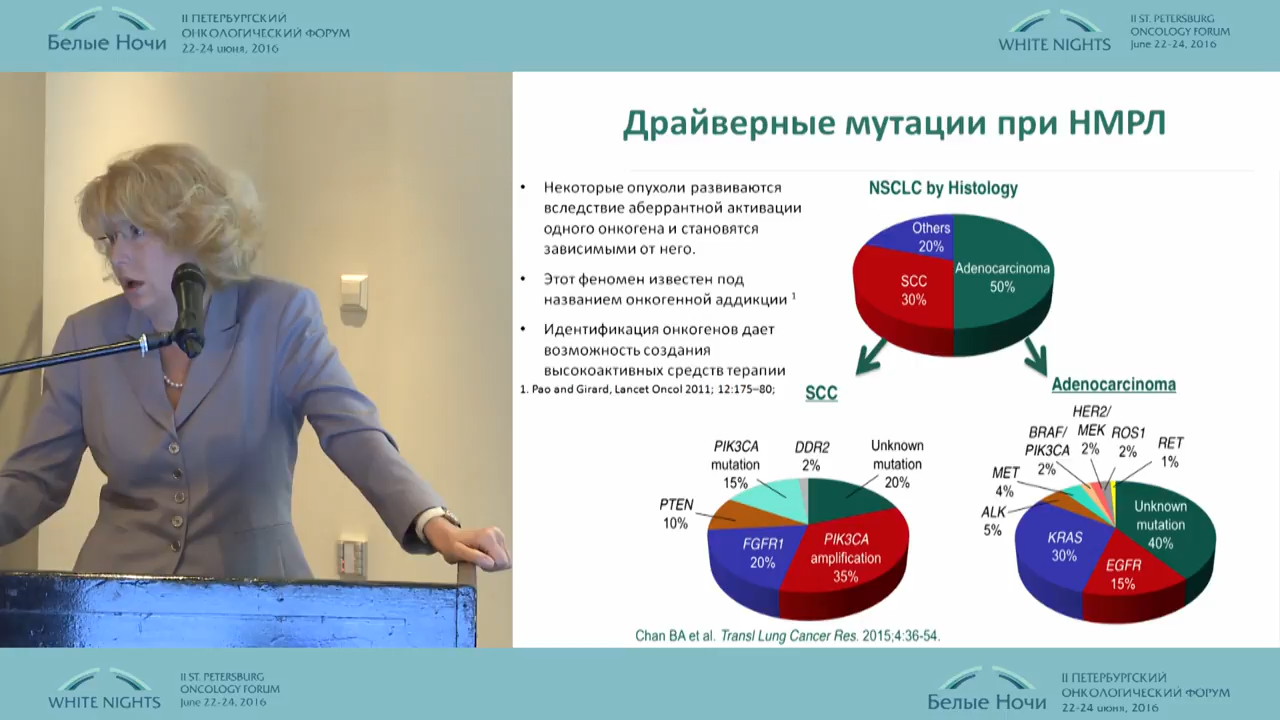 Белые Ночи
II ПЕТЕРБУРГСКИЙ
ОНКОЛОГИЧЕСКИЙ ФОРУМ
22-24 июня, 2016
WHITE NIGHTS
II ST. PETERSBURG
ONCOLOGY FORUM
June 22-24, 2016
Драйверные мутации при НМРЛ
• Некоторые опухоли развиваются
вследствие аберрантной активации
одного онкогена и становятся
зависимыми от него.
• Этот феномен известен под
названием онкогенной аддикции 1
• Идентификация онкогенов дает
возможность создания
высокоактивных средств терапии
1. Pao and Girard, Lancet Oncol 2011; 12:175–80;
NSCLC by Histology
Others
20%
Adenocarcinoma
50%
SCC
30%
SCC
PIK3CA
mutation
15%
DDR2
2%
Unknown
mutation
20%
PTEN
10%
FGFR1
20%
PIK3CA
amplification
35%
Adenocarcinoma
HER2/
MEK
2%
BRAF/
PIK3CA
2%
ROS1
2%
RET
1%
MET
4%
ALK
5%
Unknown
mutation
40%
KRAS
30%
EGFR
15%
Chan BA et al. Transl Lung Cancer Res. 2015;4:36-54.
WHITE NIGHTS
II ST. PETERSBURG
ONCOLOGY FORUM
June 22-24, 2016
Белые Ночи
II ПЕТЕРБУРГСКИЙ
ОНКОЛОГИЧЕСКИЙ ФОРУМ
22-24 июня, 2016